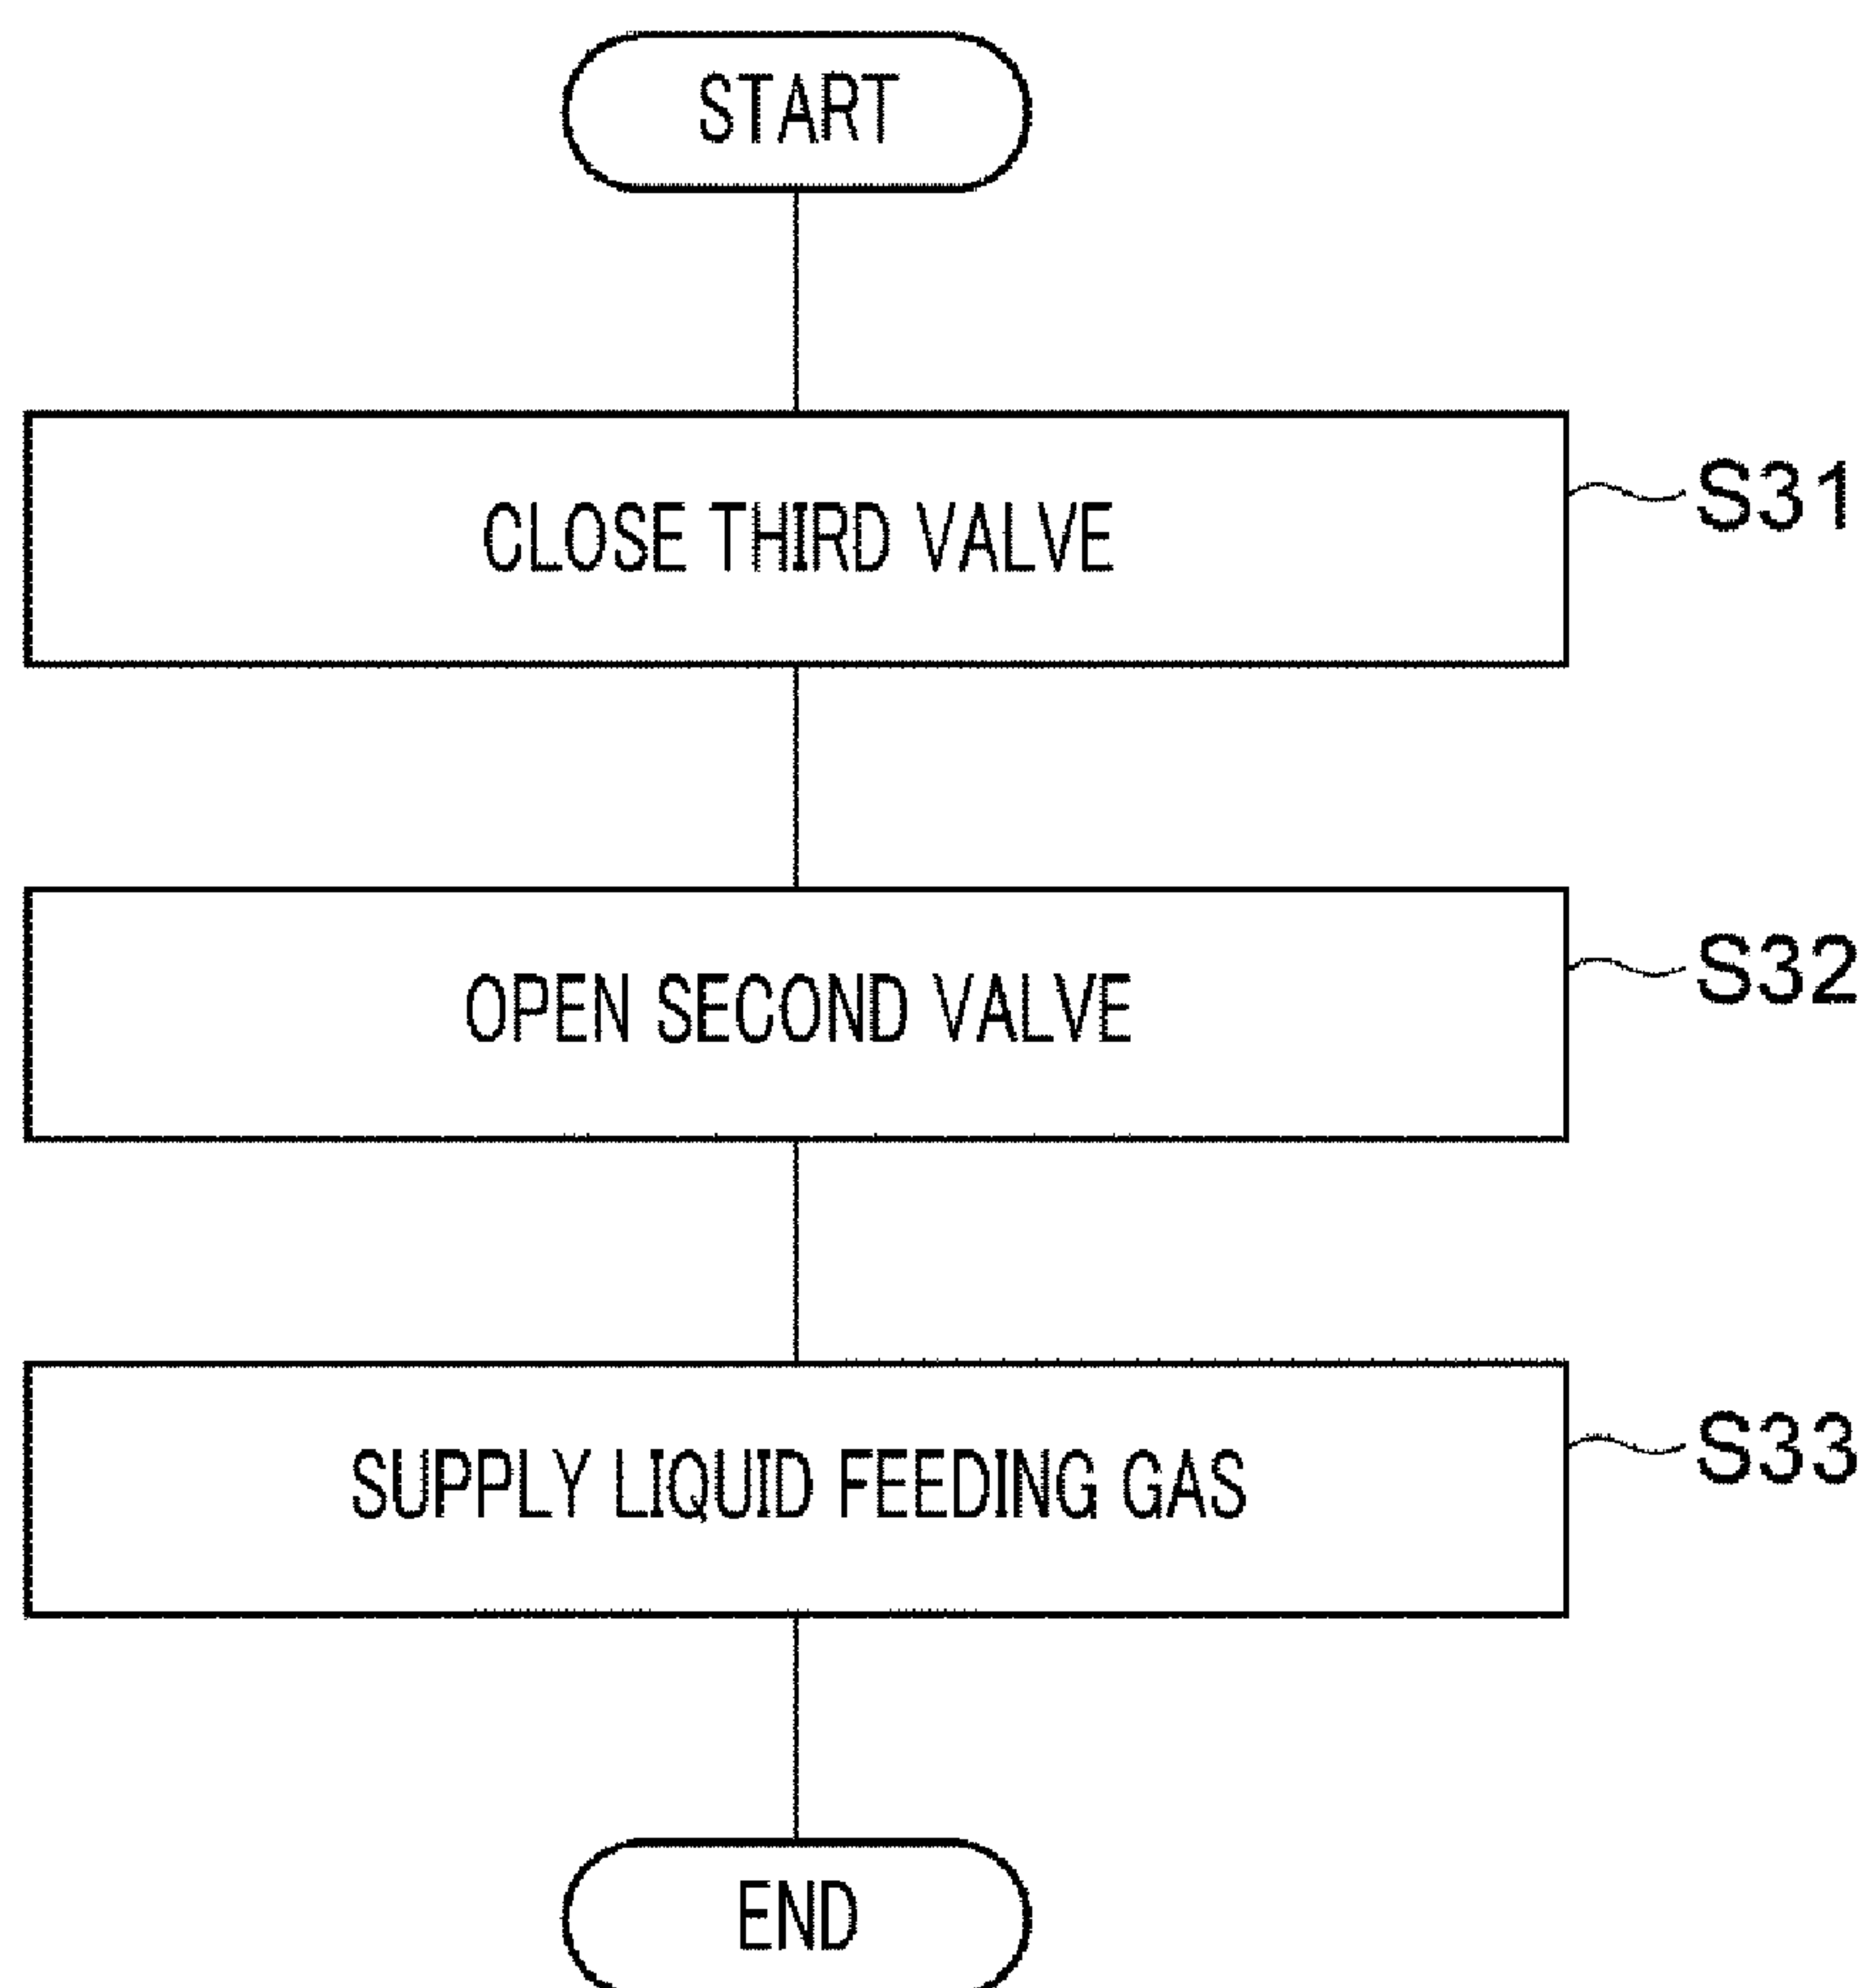 START
CLOSE THIRD VALVE
S31
OPEN SECOND VALVE
S32
SUPPLY LIQUID FEEDING GAS
S33
END